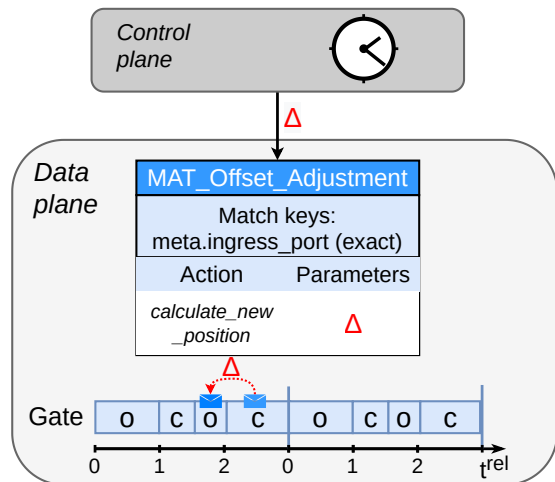 Control
plane
Δ
Data
plane
MAT_Offset_Adjustment
Match keys:
meta.ingress_port (exact)
Action Parameters
calculate_new
_position
Δ
Δ
Gate o c o c o c o c
0 1 2 0 1 2 t^rel